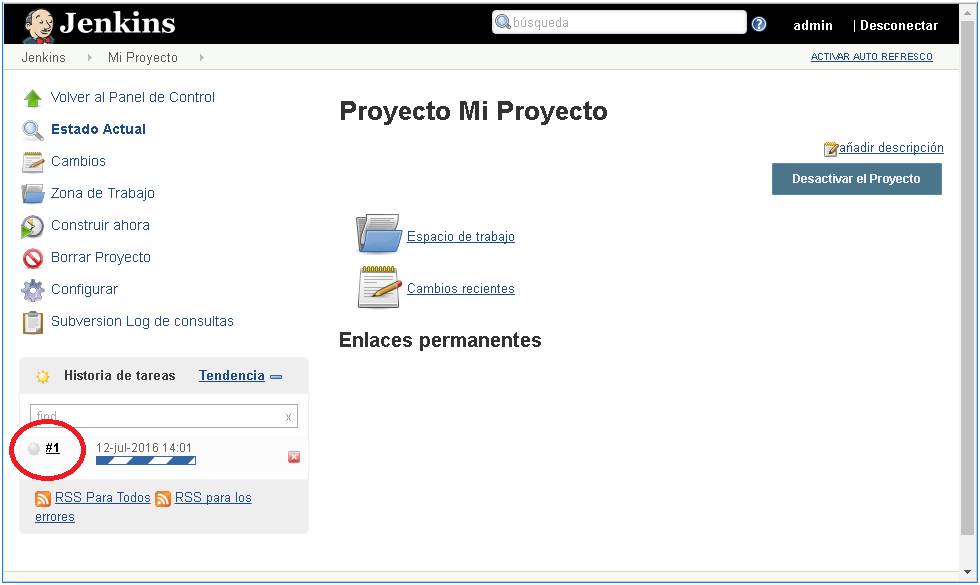 Jenkins
búsqueda
admin | Desconectar
Jenkins Mi Proyecto
ACTIVAR AUTO REFRESCO
Volver al Panel de Control
Estado Actual
Cambios
Zona de Trabajo
Construir ahora
Borrar Proyecto
Configurar
Subversion Log de consultas
Historia de tareas Tendencia
find x
#1 12-jul-2016 14:01
RSS Para Todos RSS para los
errores
Proyecto Mi Proyecto
añadir descripción
Desactivar el Proyecto
Espacio de trabajo
Cambios recientes
Enlaces permanentes